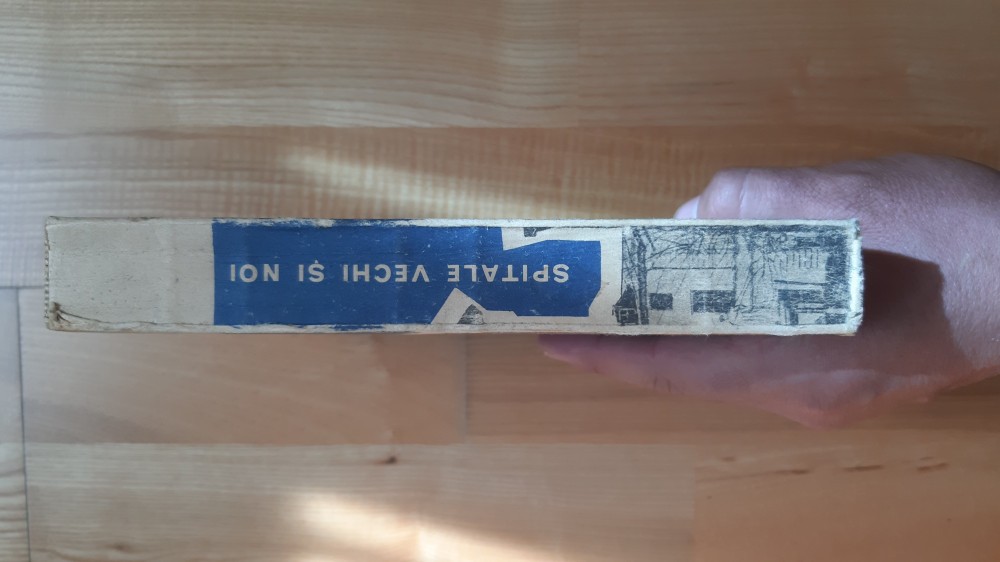 SPITALE VECHI ȘI NOI